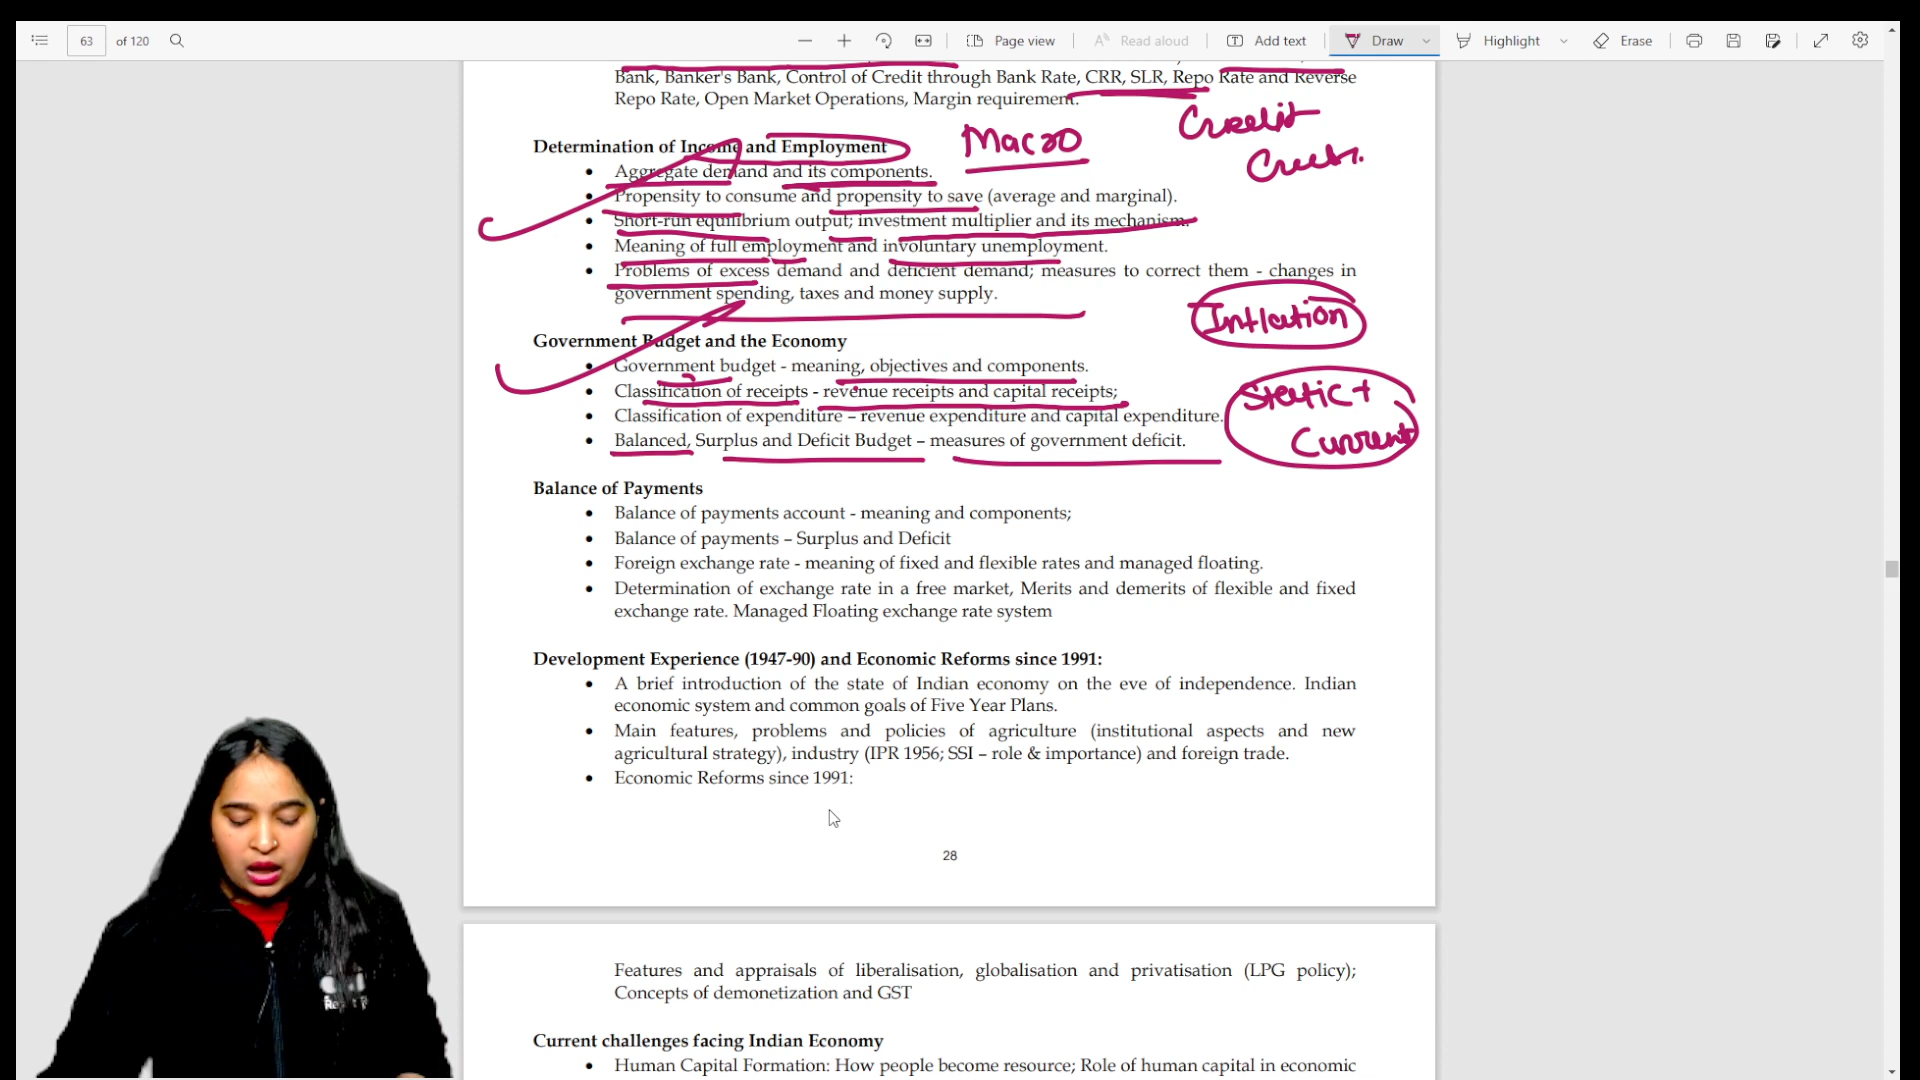 63 of 120 Page view Read aloud Add text Draw Highlight Erase
Bank, Banker's Bank, Control of Credit through Bank Rate, CRR, SLR, Repo Rate and Reverse
Repo Rate, Open Market Operations, Margin requirement.
Credit
Determination of Income and Employment
Macro
• Aggregate demand and its components.
• Propensity to consume and propensity to save (average and marginal).
• Short-run equilibrium output; investment multiplier and its mechanism.
• Meaning of full employment and involuntary unemployment.
• Problems of excess demand and deficient demand; measures to correct them - changes in
government spending, taxes and money supply.
Inflation
Government Budget and the Economy
• Government budget - meaning, objectives and components.
• Classification of receipts - revenue receipts and capital receipts;
• Classification of expenditure – revenue expenditure and capital expenditure.
• Balanced, Surplus and Deficit Budget – measures of government deficit.
Static +
Current
Balance of Payments
• Balance of payments account - meaning and components;
• Balance of payments – Surplus and Deficit
• Foreign exchange rate - meaning of fixed and flexible rates and managed floating.
• Determination of exchange rate in a free market, Merits and demerits of flexible and fixed
exchange rate. Managed Floating exchange rate system
Development Experience (1947-90) and Economic Reforms since 1991:
• A brief introduction of the state of Indian economy on the eve of independence. Indian
economic system and common goals of Five Year Plans.
• Main features, problems and policies of agriculture (institutional aspects and new
agricultural strategy), industry (IPR 1956; SSI – role & importance) and foreign trade.
• Economic Reforms since 1991:
28
Features and appraisals of liberalisation, globalisation and privatisation (LPG policy);
Concepts of demonetization and GST
Current challenges facing Indian Economy
• Human Capital Formation: How people become resource; Role of human capital in economic